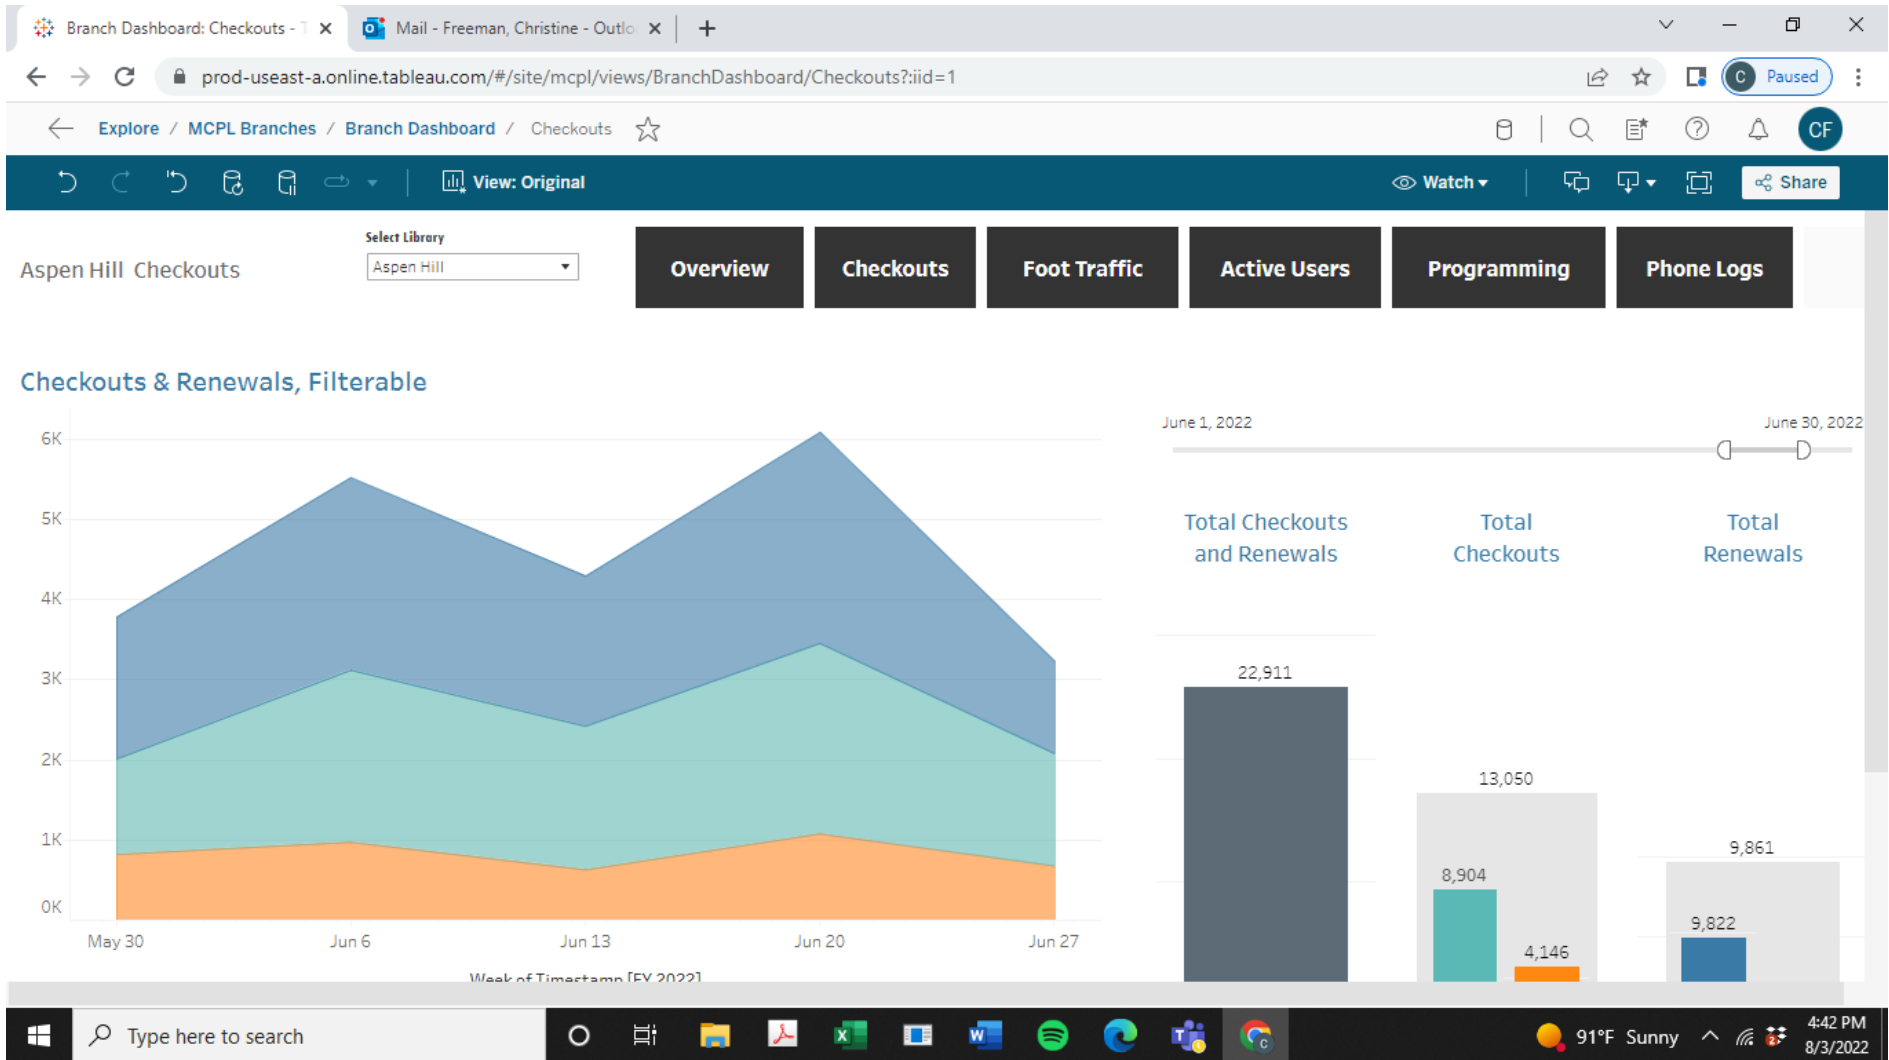 Branch Dashboard: Checkouts - T
Mail - Freeman, Christine - Outlo
prod-useast-a.online.tableau.com/#/site/mcpl/views/BranchDashboard/Checkouts?:iid=1
C Paused
Explore / MCPL Branches / Branch Dashboard / Checkouts
CF
View: Original
Watch
Share
Aspen Hill Checkouts
Select Library
Aspen Hill
Overview
Checkouts
Foot Traffic
Active Users
Programming
Phone Logs
Checkouts & Renewals, Filterable
6K
5K
4K
3K
2K
1K
0K
May 30
Jun 6
Jun 13
Jun 20
Jun 27
Week of Timestamp [FY 2022]
June 1, 2022
June 30, 2022
Total Checkouts
and Renewals
Total
Checkouts
Total
Renewals
22,911
13,050
8,904
4,146
9,861
9,822
Type here to search
91°F Sunny
4:42 PM
8/3/2022